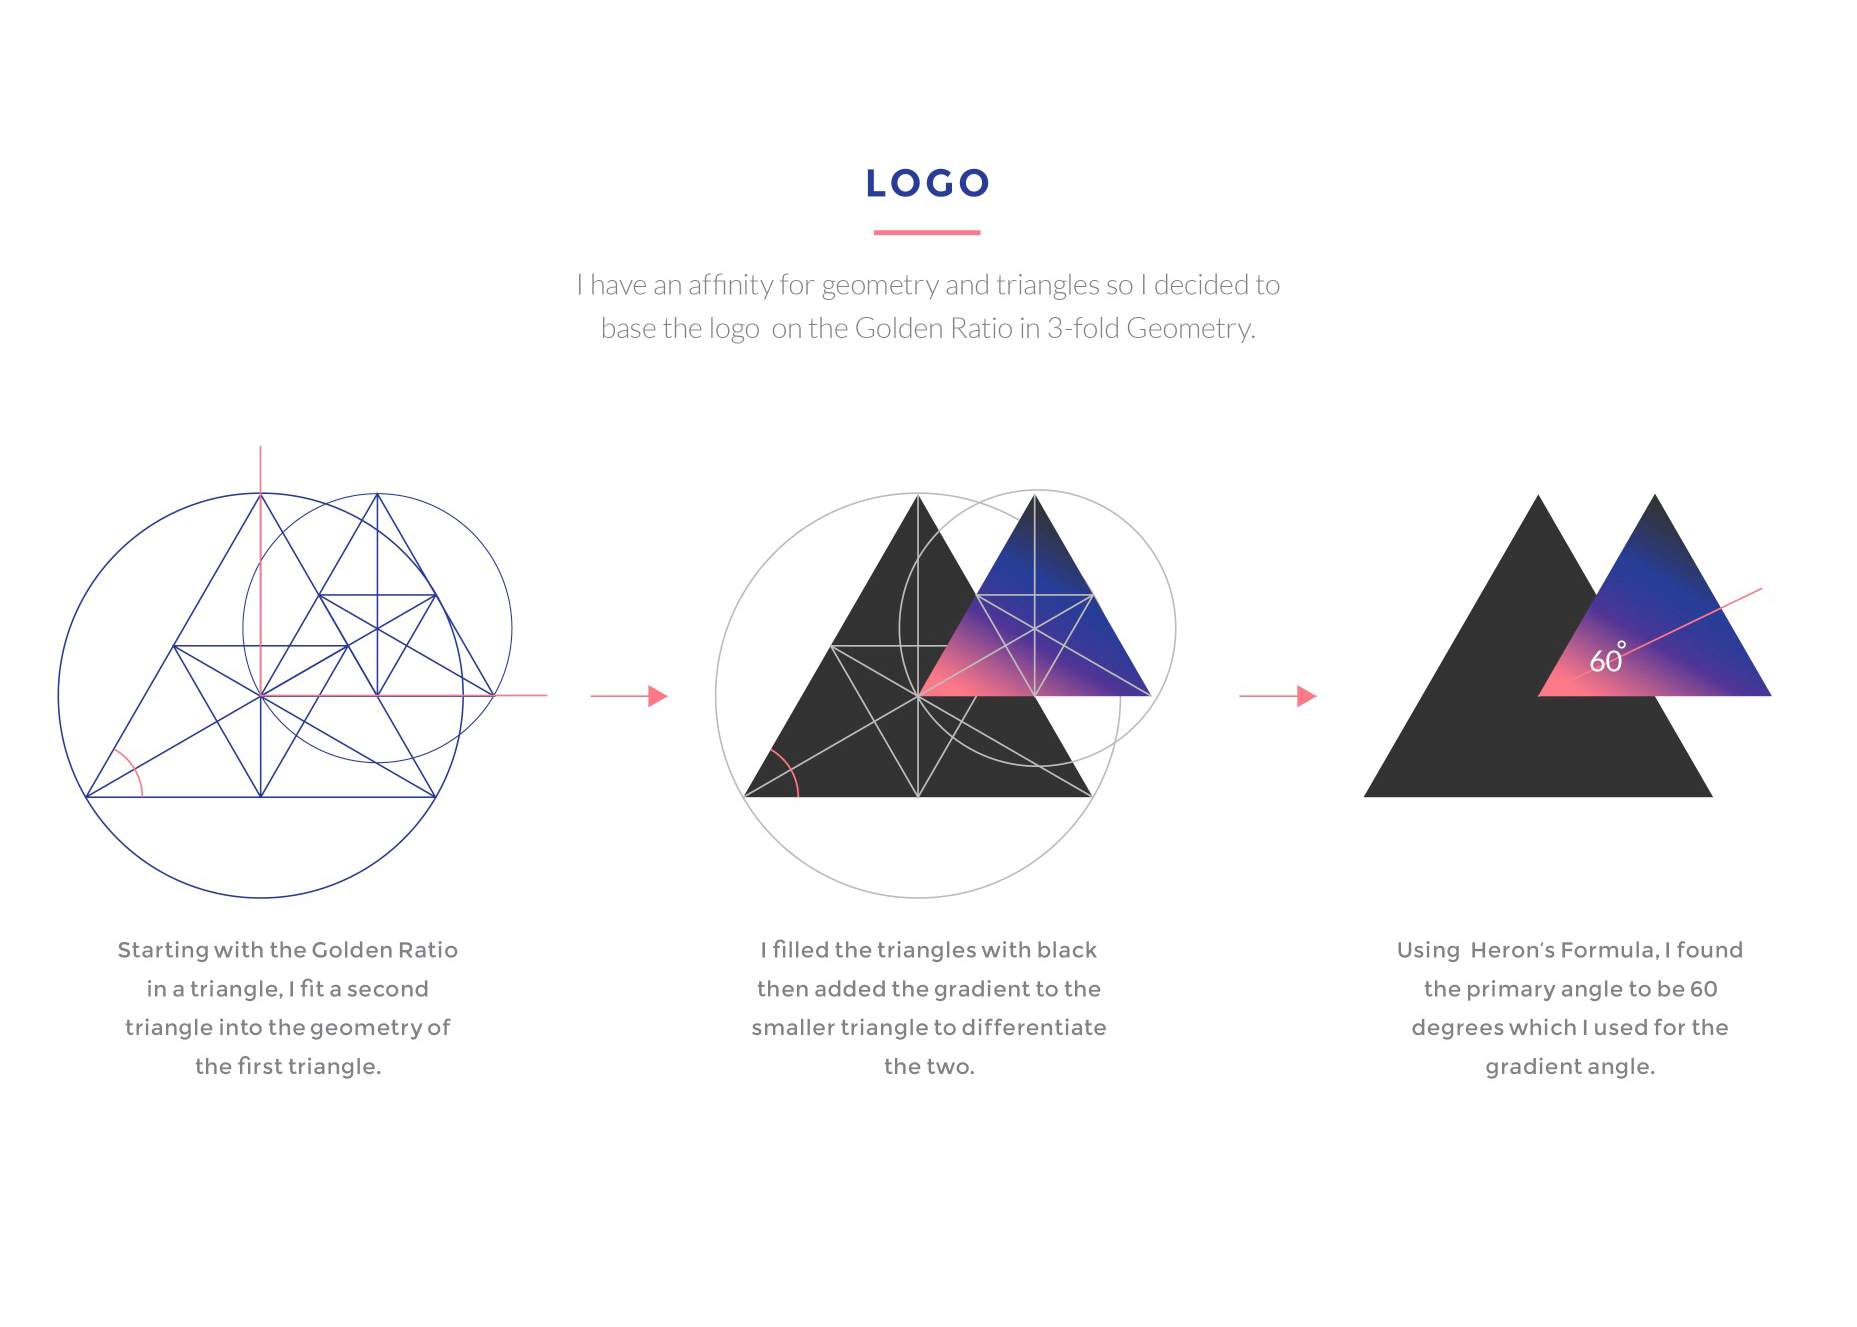 LOGO
I have an affinity for geometry and triangles so I decided to
base the logo  on the Golden Ratio in 3-fold Geometry.
60°
Starting with the Golden Ratio
in a triangle, I fit a second
triangle into the geometry of
the first triangle.
I filled the triangles with black
then added the gradient to the
smaller triangle to differentiate
the two.
Using  Heron's Formula, I found
the primary angle to be 60
degrees which I used for the
gradient angle.